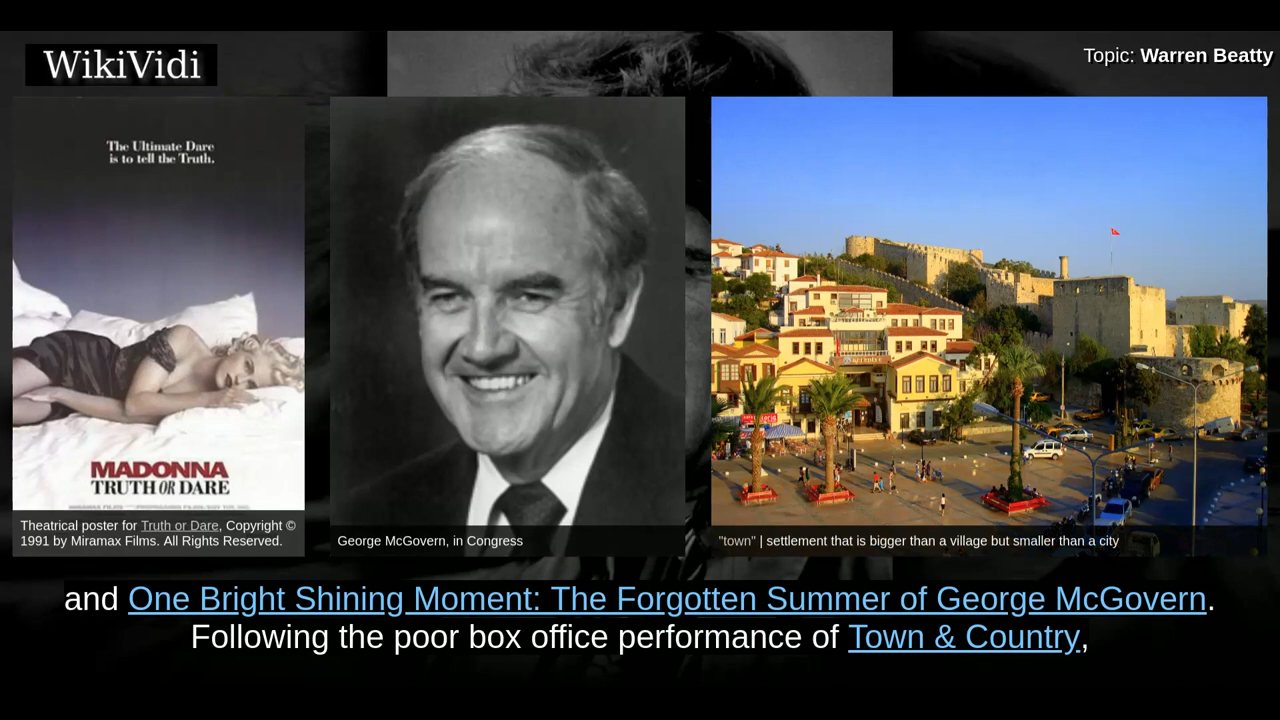 WikiVidi
Topic: Warren Beatty
The Ultimate Dare
is to tell the Truth.
MADONNA
TRUTH OR DARE
Theatrical poster for Truth or Dare, Copyright ©
1991 by Miramax Films. All Rights Reserved.
George McGovern, in Congress
"town" | settlement that is bigger than a village but smaller than a city
and One Bright Shining Moment: The Forgotten Summer of George McGovern.
Following the poor box office performance of Town & Country,